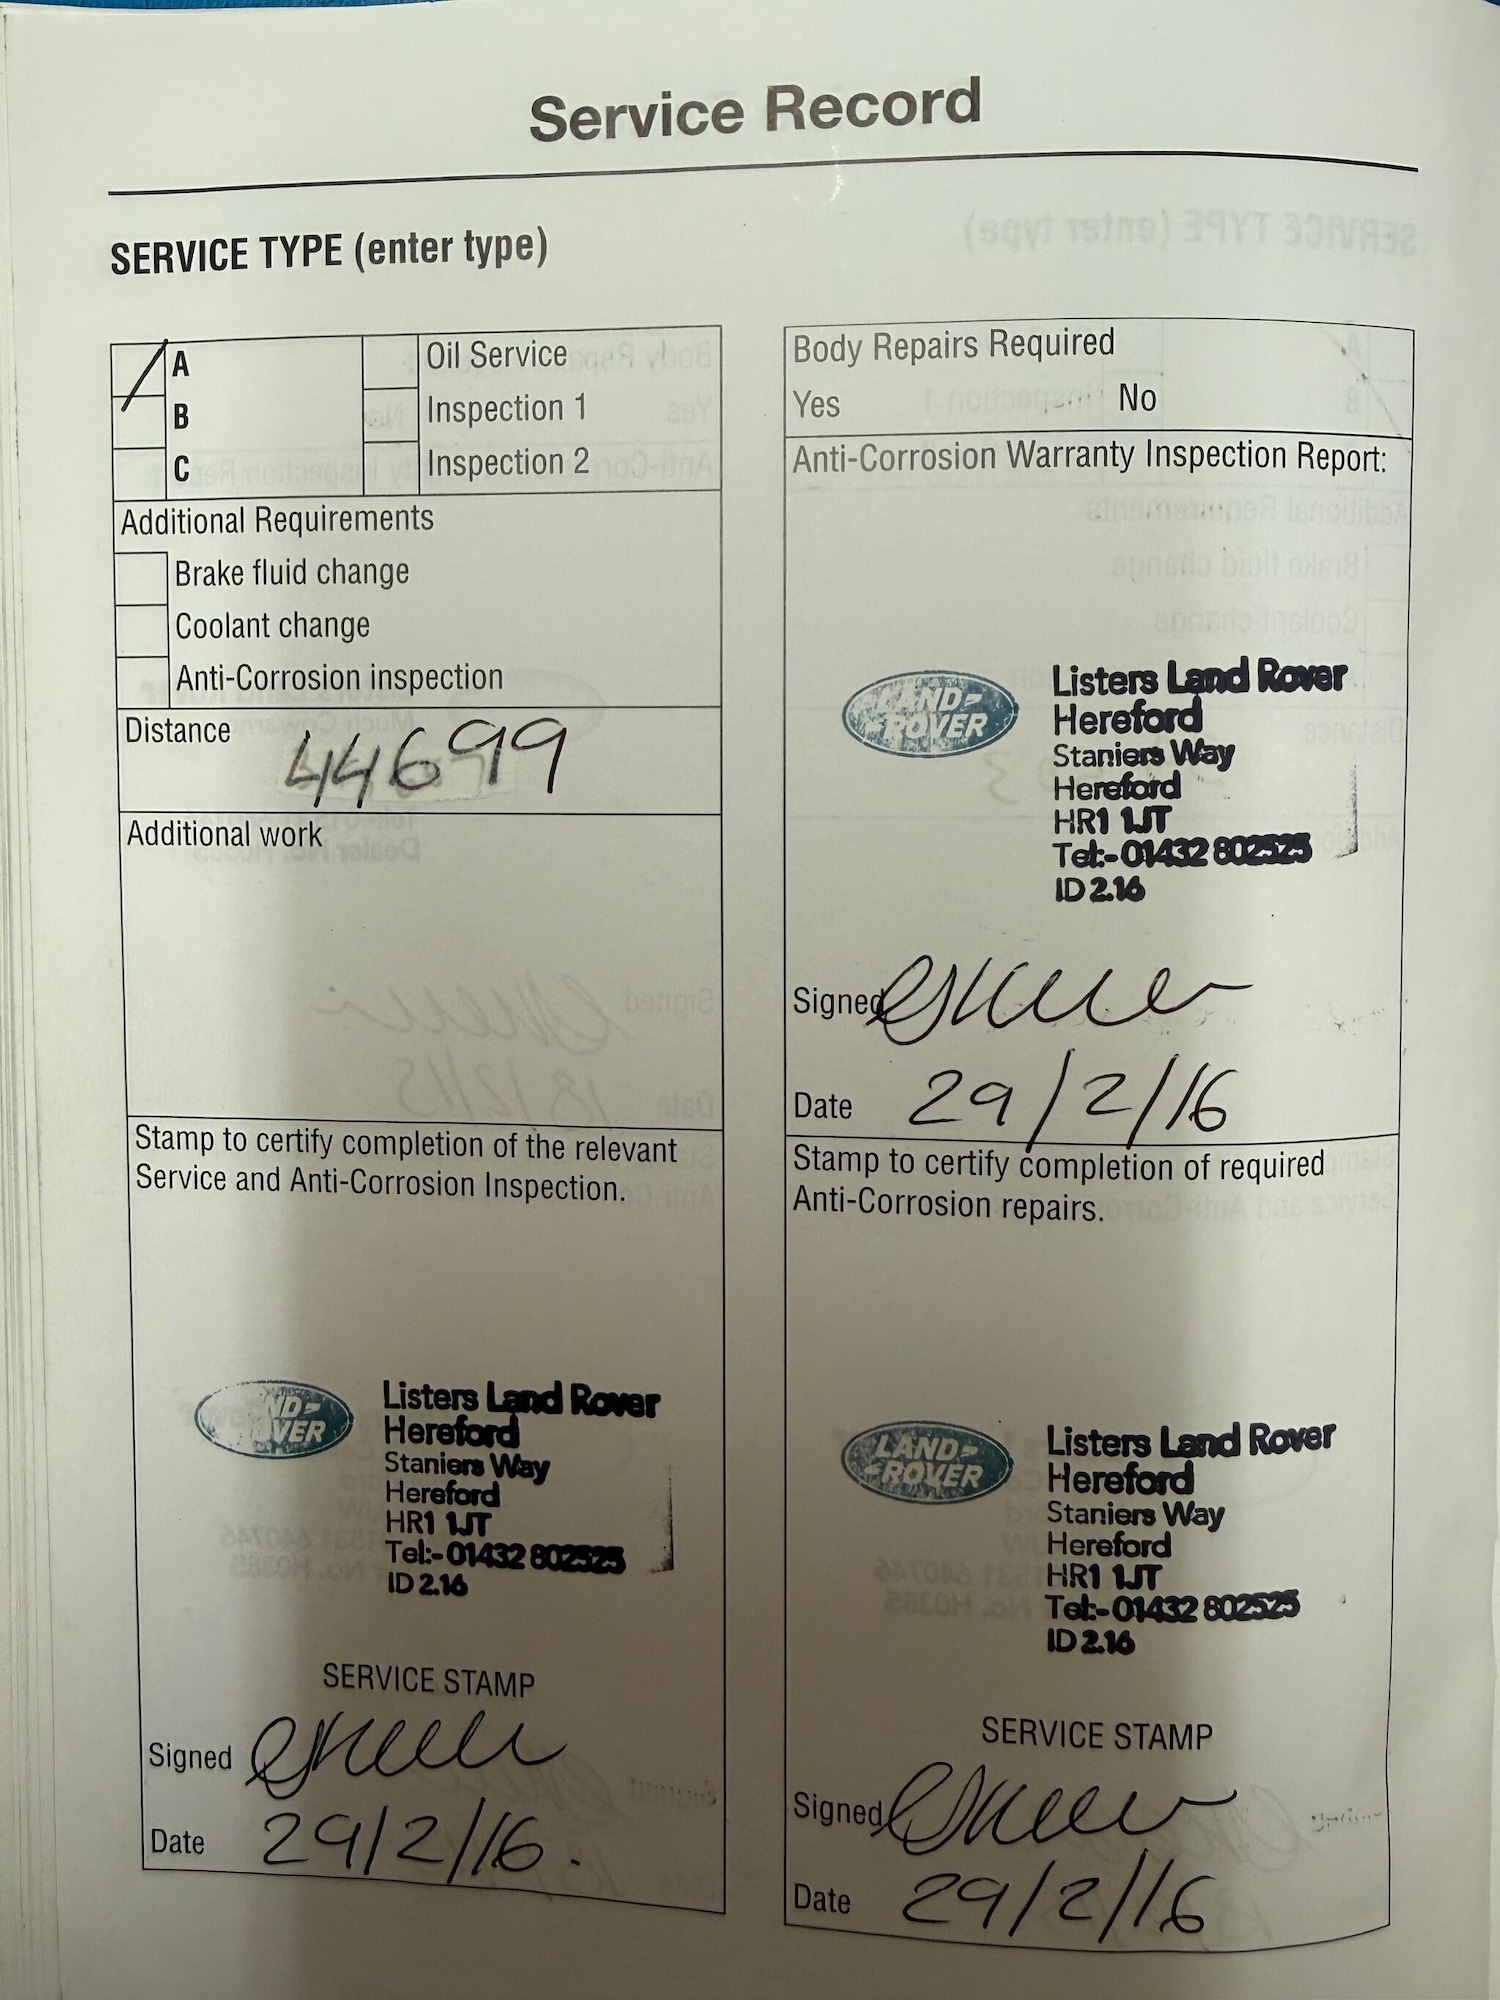 Service Record
SERVICE TYPE (enter type)
A
B
C
Oil Service
Inspection 1
Inspection 2
Additional Requirements
Brake fluid change
Coolant change
Anti-Corrosion inspection
Distance 44699
Additional work
Stamp to certify completion of the relevant
Service and Anti-Corrosion Inspection.
LAND-
ROVER
Listers Land Rover
Hereford
Staniers Way
Hereford
HR1 1JT
Tel:- 01432 802525
ID 2.16
SERVICE STAMP
Signed
Date 29/2/16.
Body Repairs Required
Yes No
Anti-Corrosion Warranty Inspection Report:
LAND-
ROVER
Listers Land Rover
Hereford
Staniers Way
Hereford
HR1 1JT
Tel:- 01432 802525
ID 2.16
Signed
Date 29/2/16
Stamp to certify completion of required
Anti-Corrosion repairs.
LAND-
ROVER
Listers Land Rover
Hereford
Staniers Way
Hereford
HR1 1JT
Tel:- 01432 802525
ID 2.16
SERVICE STAMP
Signed
Date 29/2/16